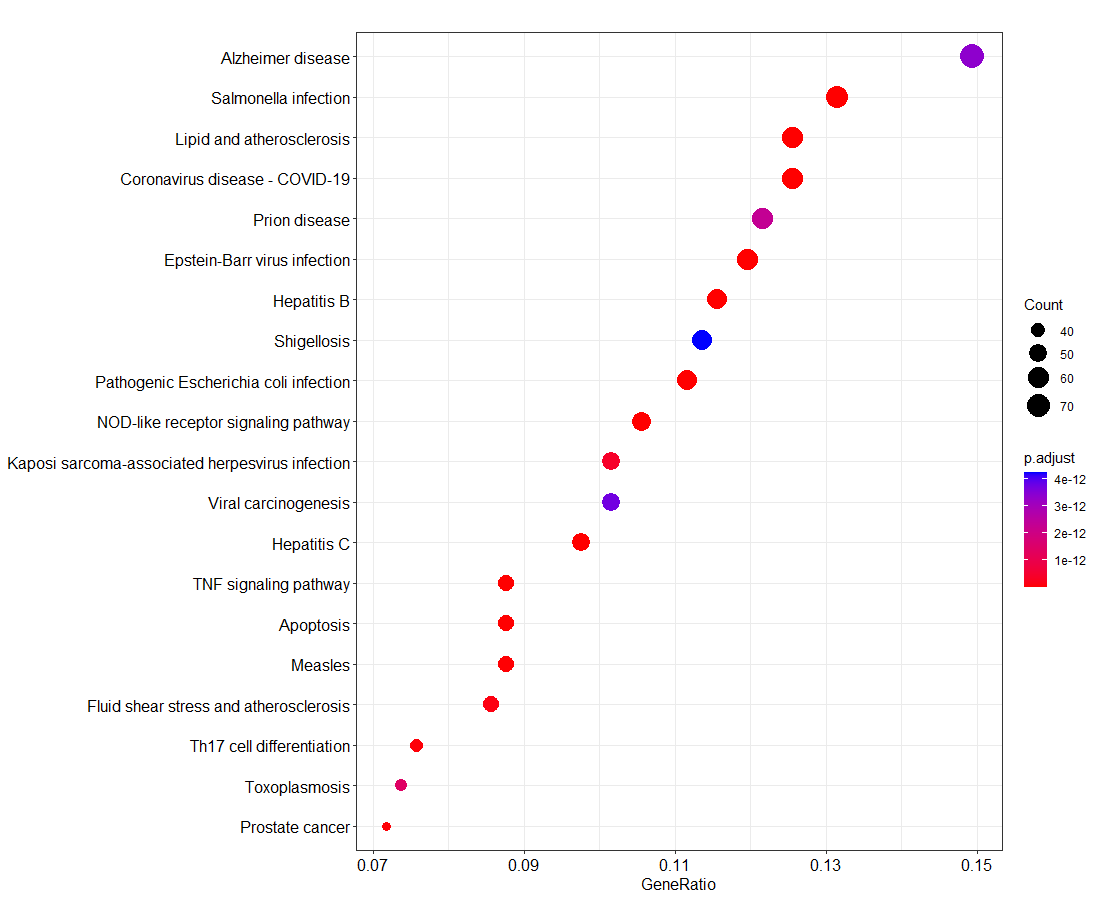 Alzheimer disease
Salmonella infection
Lipid and atherosclerosis
Coronavirus disease - COVID-19
Prion disease
Epstein-Barr virus infection
Hepatitis B
Shigellosis
Pathogenic Escherichia coli infection
NOD-like receptor signaling pathway
Kaposi sarcoma-associated herpesvirus infection
Viral carcinogenesis
Hepatitis C
TNF signaling pathway
Apoptosis
Measles
Fluid shear stress and atherosclerosis
Th17 cell differentiation
Toxoplasmosis
Prostate cancer
0.07 0.09 0.11 0.13 0.15
GeneRatio
Count
40
50
60
70
p.adjust
4e-12
3e-12
2e-12
1e-12